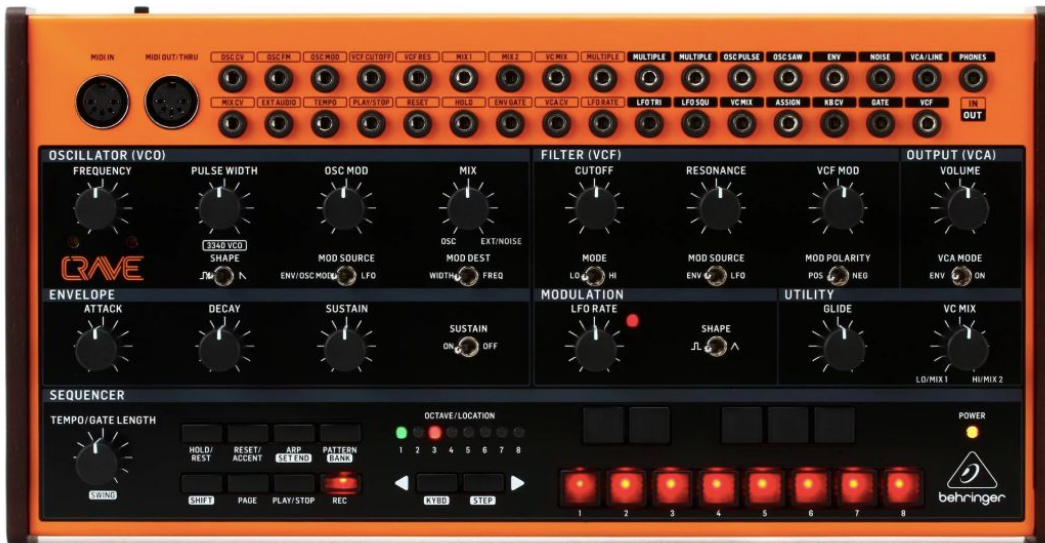 MIDI IN
MIDI OUT/THRU
OSC CV OSC FM OSC MOD VCF CUTOFF VCF RES MIX 1 MIX 2 VC MIX MULTIPLE MULTIPLE MULTIPLE OSC PULSE OSC SAW ENV NOISE VCA/LINE PHONES
MIX CV EXT AUDIO TEMPO PLAY/STOP RESET HOLD ENV GATE VCA CV LFO RATE LFO TRI LFO SQU VC MIX ASSIGN KB CV GATE VCF
IN
OUT
OSCILLATOR (VCO)
FREQUENCY PULSE WIDTH OSC MOD MIX
OSC EXT/NOISE
3340 VCO
CRAVE
SHAPE
MOD SOURCE
ENV/OSC MOD LFO
MOD DEST
WIDTH FREQ
FILTER (VCF)
CUTOFF RESONANCE VCF MOD
MODE
LO HI
MOD SOURCE
ENV LFO
MOD POLARITY
POS NEG
OUTPUT (VCA)
VOLUME
VCA MODE
ENV ON
ENVELOPE
ATTACK DECAY SUSTAIN
SUSTAIN
ON OFF
MODULATION
LFO RATE
SHAPE
UTILITY
GLIDE VC MIX
LO/MIX 1 HI/MIX 2
SEQUENCER
TEMPO/GATE LENGTH
SWING
HOLD/
REST
RESET/
ACCENT
ARP
SET END
PATTERN
BANK
SHIFT PAGE PLAY/STOP REC
OCTAVE/LOCATION
1 2 3 4 5 6 7 8
KYBD STEP
1 2 3 4 5 6 7 8
POWER
behringer